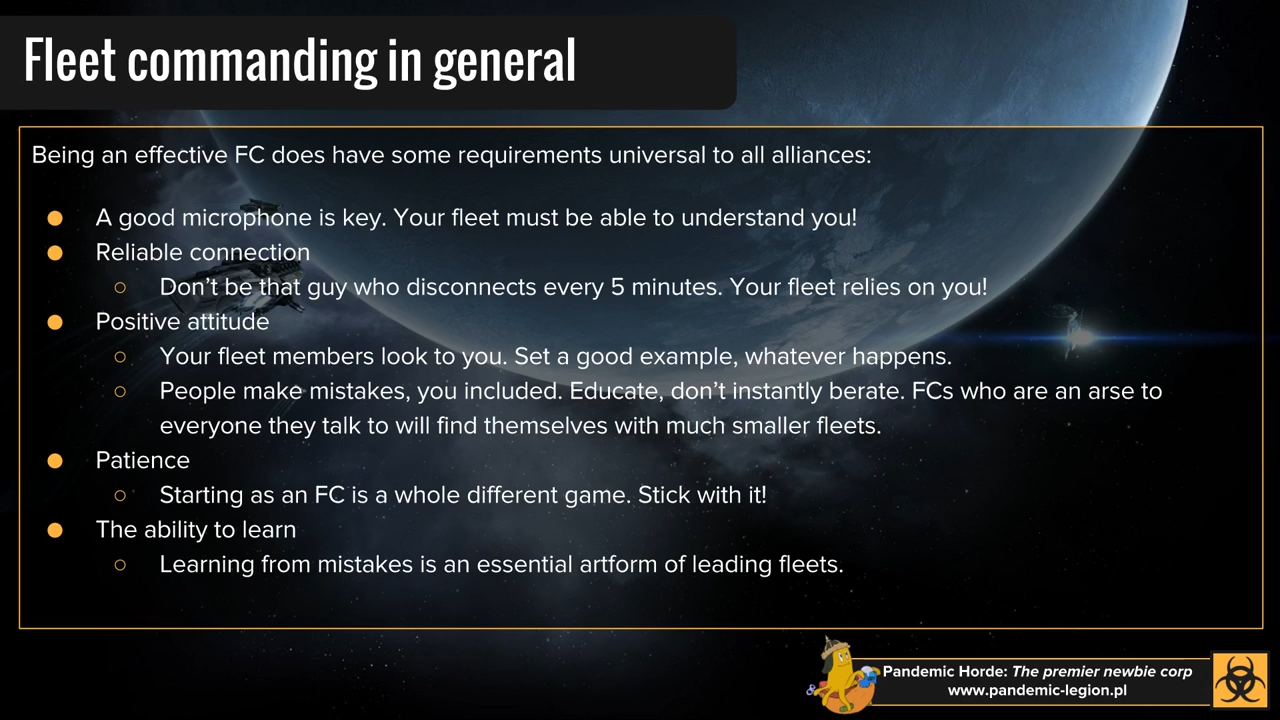 Fleet commanding in general
Being an effective FC does have some requirements universal to all alliances:
● A good microphone is key. Your fleet must be able to understand you!
● Reliable connection
○ Don’t be that guy who disconnects every 5 minutes. Your fleet relies on you!
● Positive attitude
○ Your fleet members look to you. Set a good example, whatever happens.
○ People make mistakes, you included. Educate, don’t instantly berate. FCs who are an arse to
everyone they talk to will find themselves with much smaller fleets.
● Patience
○ Starting as an FC is a whole different game. Stick with it!
● The ability to learn
○ Learning from mistakes is an essential artform of leading fleets.
Pandemic Horde: The premier newbie corp
www.pandemic-legion.pl